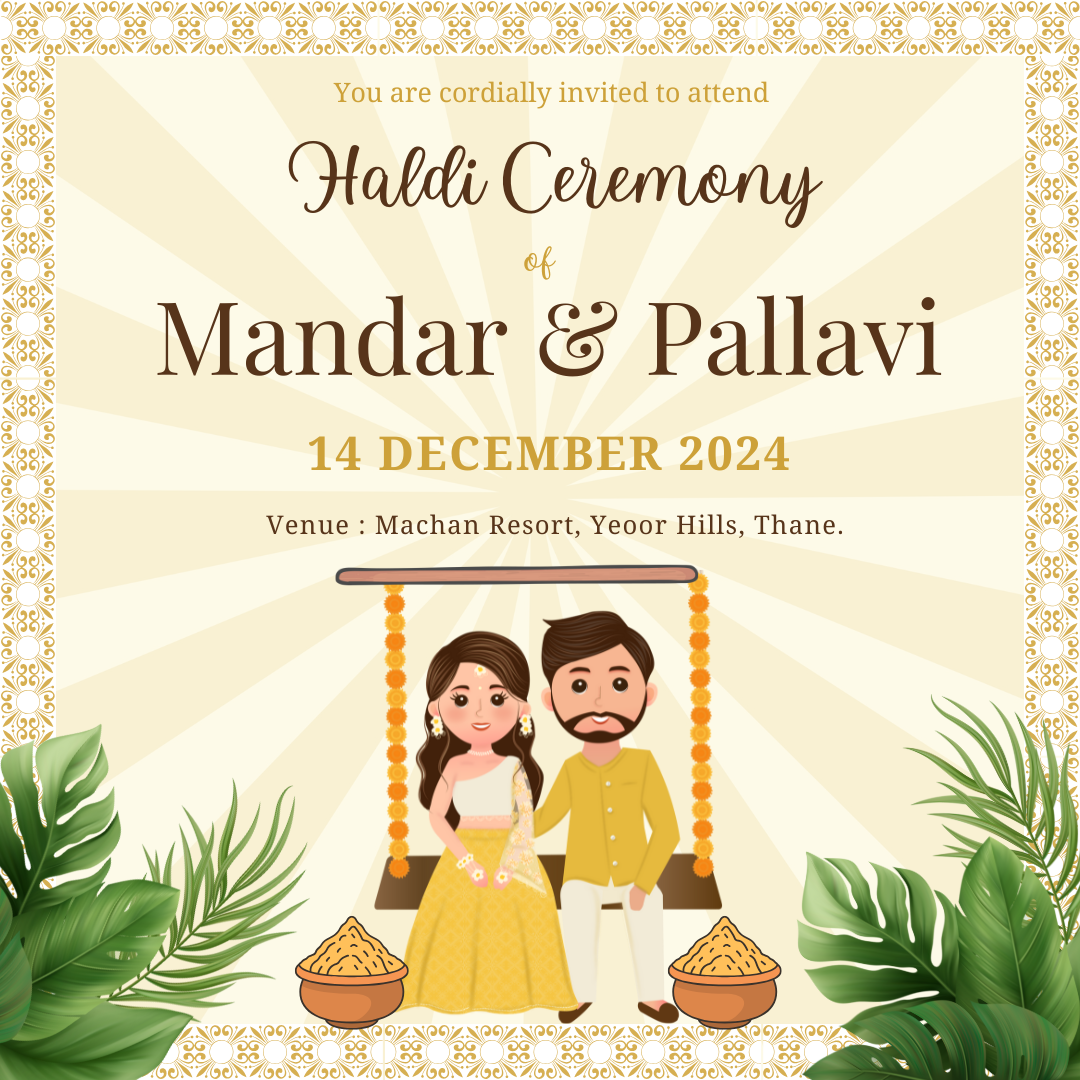 You are cordially invited to attend
Haldi Ceremony
of
Mandar & Pallavi
14 DECEMBER 2024
Venue : Machan Resort, Yeoor Hills, Thane.